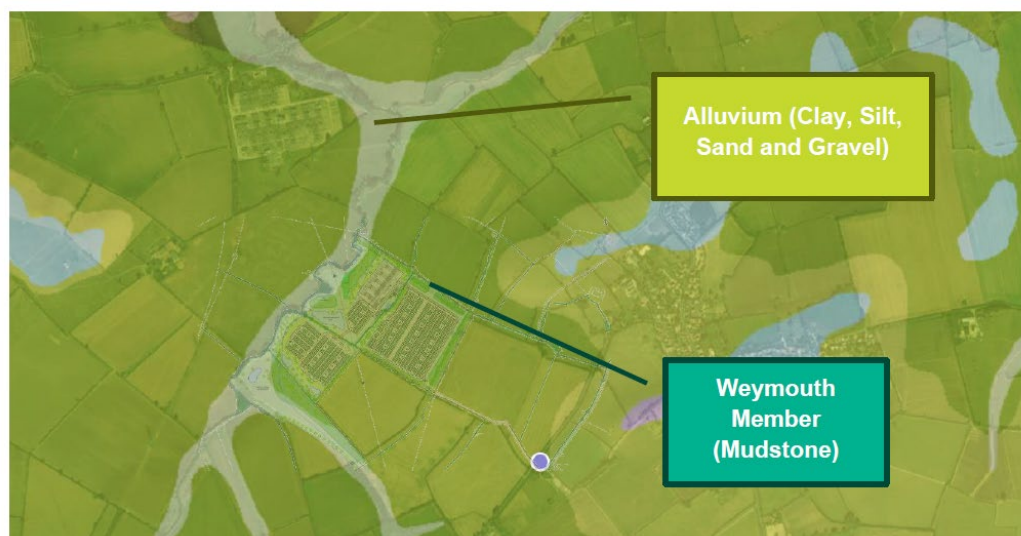 Alluvium (Clay, Silt,
Sand and Gravel)
Weymouth
Member
(Mudstone)